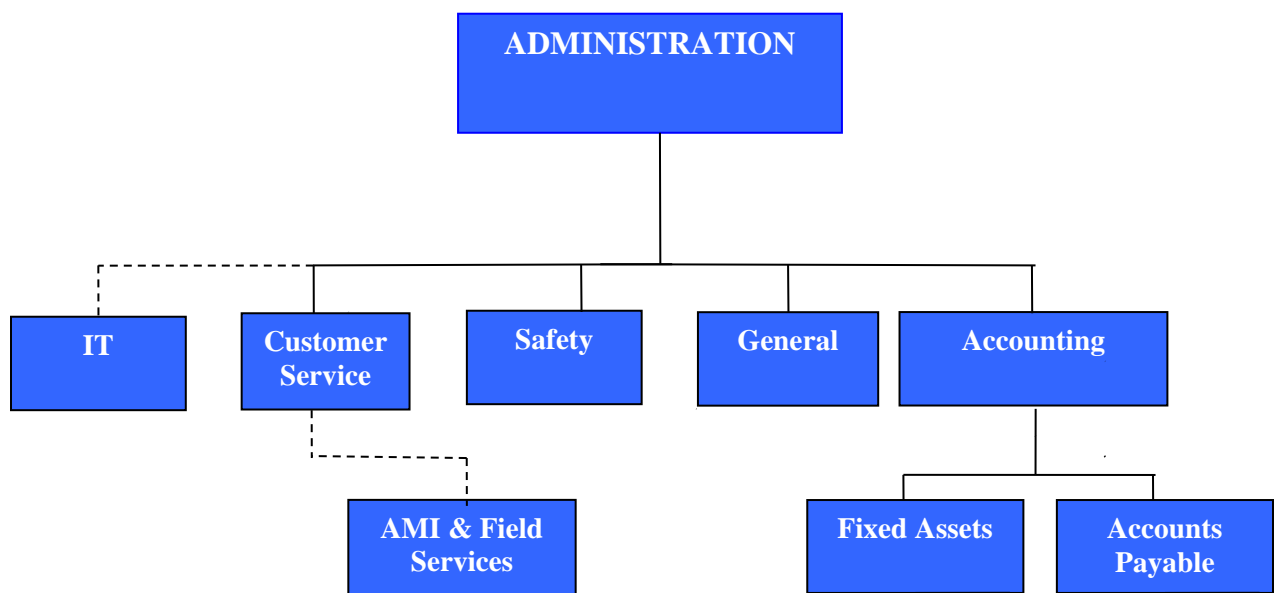 ADMINISTRATION
IT
Customer
Service
Safety
General
Accounting
AMI & Field
Services
Fixed Assets
Accounts
Payable